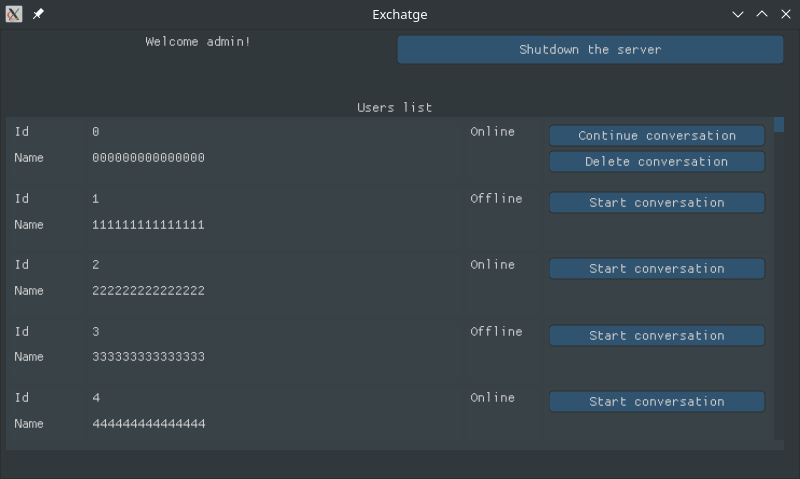 Exchatge
Welcome admin!
Shutdown the server
Users list
Id 0 Online Continue conversation
Name 000000000000000 Delete conversation
Id 1 Offline Start conversation
Name 111111111111111
Id 2 Online Start conversation
Name 222222222222222
Id 3 Offline Start conversation
Name 333333333333333
Id 4 Online Start conversation
Name 444444444444444